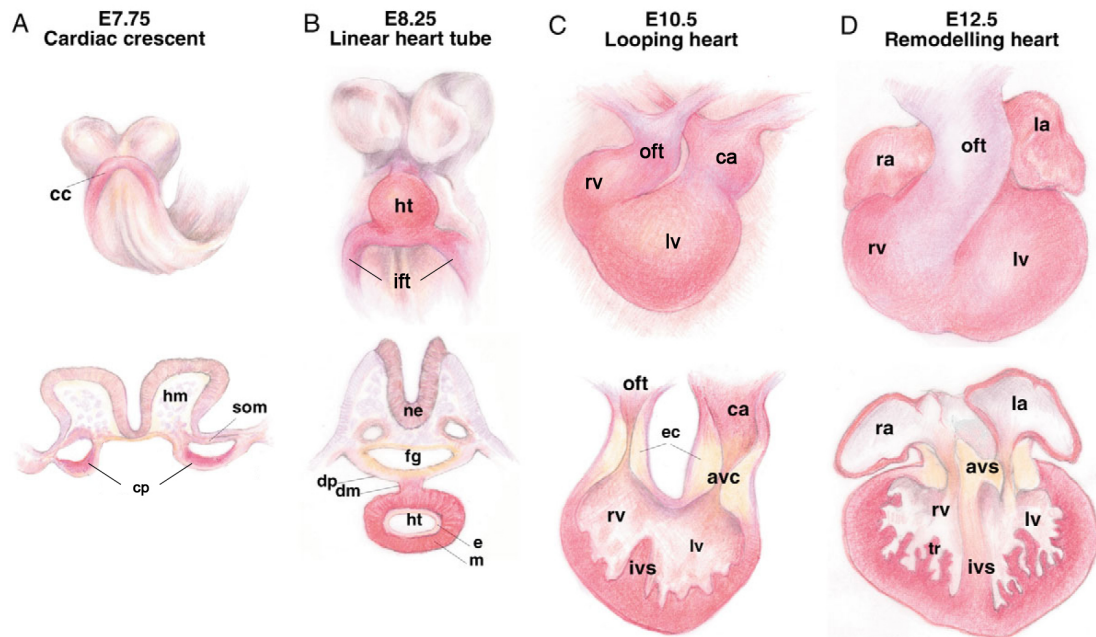 A
E7.75
Cardiac crescent
cc
hm
som
cp
B
E8.25
Linear heart tube
ht
ift
ne
fg
dp
dm
ht
e
m
C
E10.5
Looping heart
oft
ca
rv
lv
oft
ca
ec
avc
rv
lv
ivs
D
E12.5
Remodelling heart
la
ra
oft
rv
lv
la
ra
avs
rv
lv
tr
ivs